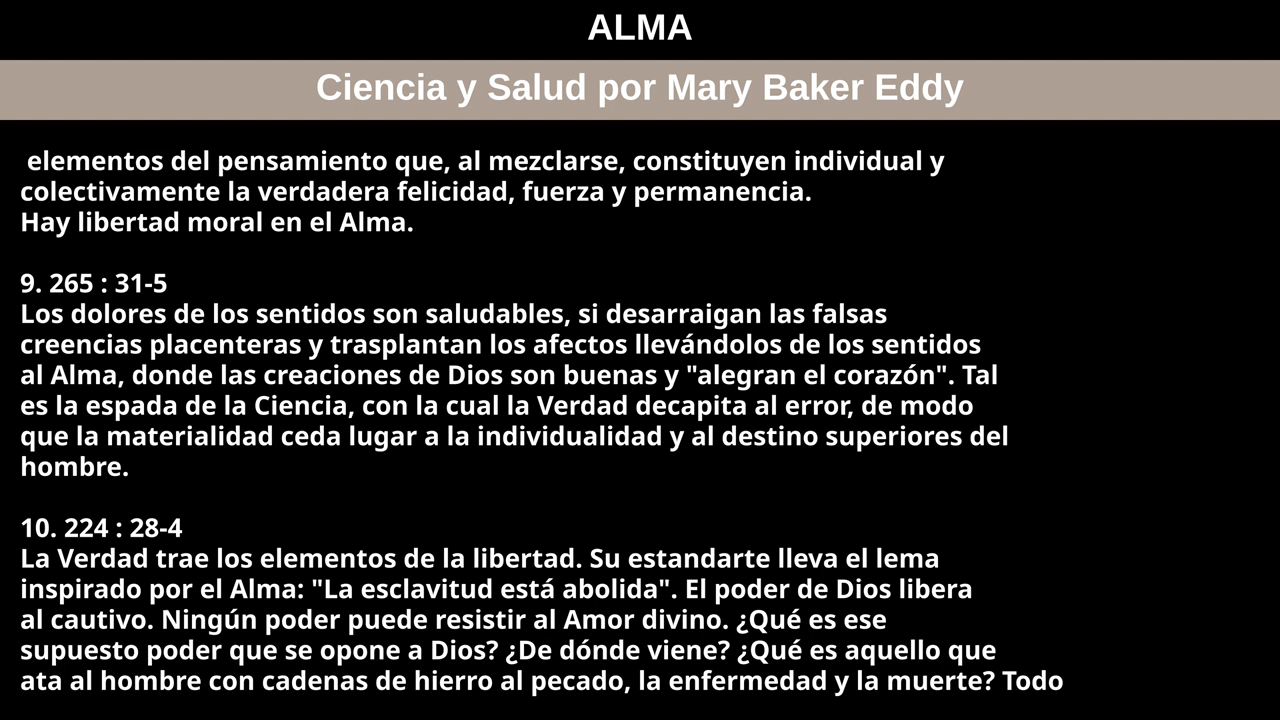 ALMA
Ciencia y Salud por Mary Baker Eddy
elementos del pensamiento que, al mezclarse, constituyen individual y
colectivamente la verdadera felicidad, fuerza y permanencia.
Hay libertad moral en el Alma.
9. 265 : 31-5
Los dolores de los sentidos son saludables, si desarraigan las falsas
creencias placenteras y trasplantan los afectos llevándolos de los sentidos
al Alma, donde las creaciones de Dios son buenas y "alegran el corazón". Tal
es la espada de la Ciencia, con la cual la Verdad decapita al error, de modo
que la materialidad ceda lugar a la individualidad y al destino superiores del
hombre.
10. 224 : 28-4
La Verdad trae los elementos de la libertad. Su estandarte lleva el lema
inspirado por el Alma: "La esclavitud está abolida". El poder de Dios libera
al cautivo. Ningún poder puede resistir al Amor divino. ¿Qué es ese
supuesto poder que se opone a Dios? ¿De dónde viene? ¿Qué es aquello que
ata al hombre con cadenas de hierro al pecado, la enfermedad y la muerte? Todo